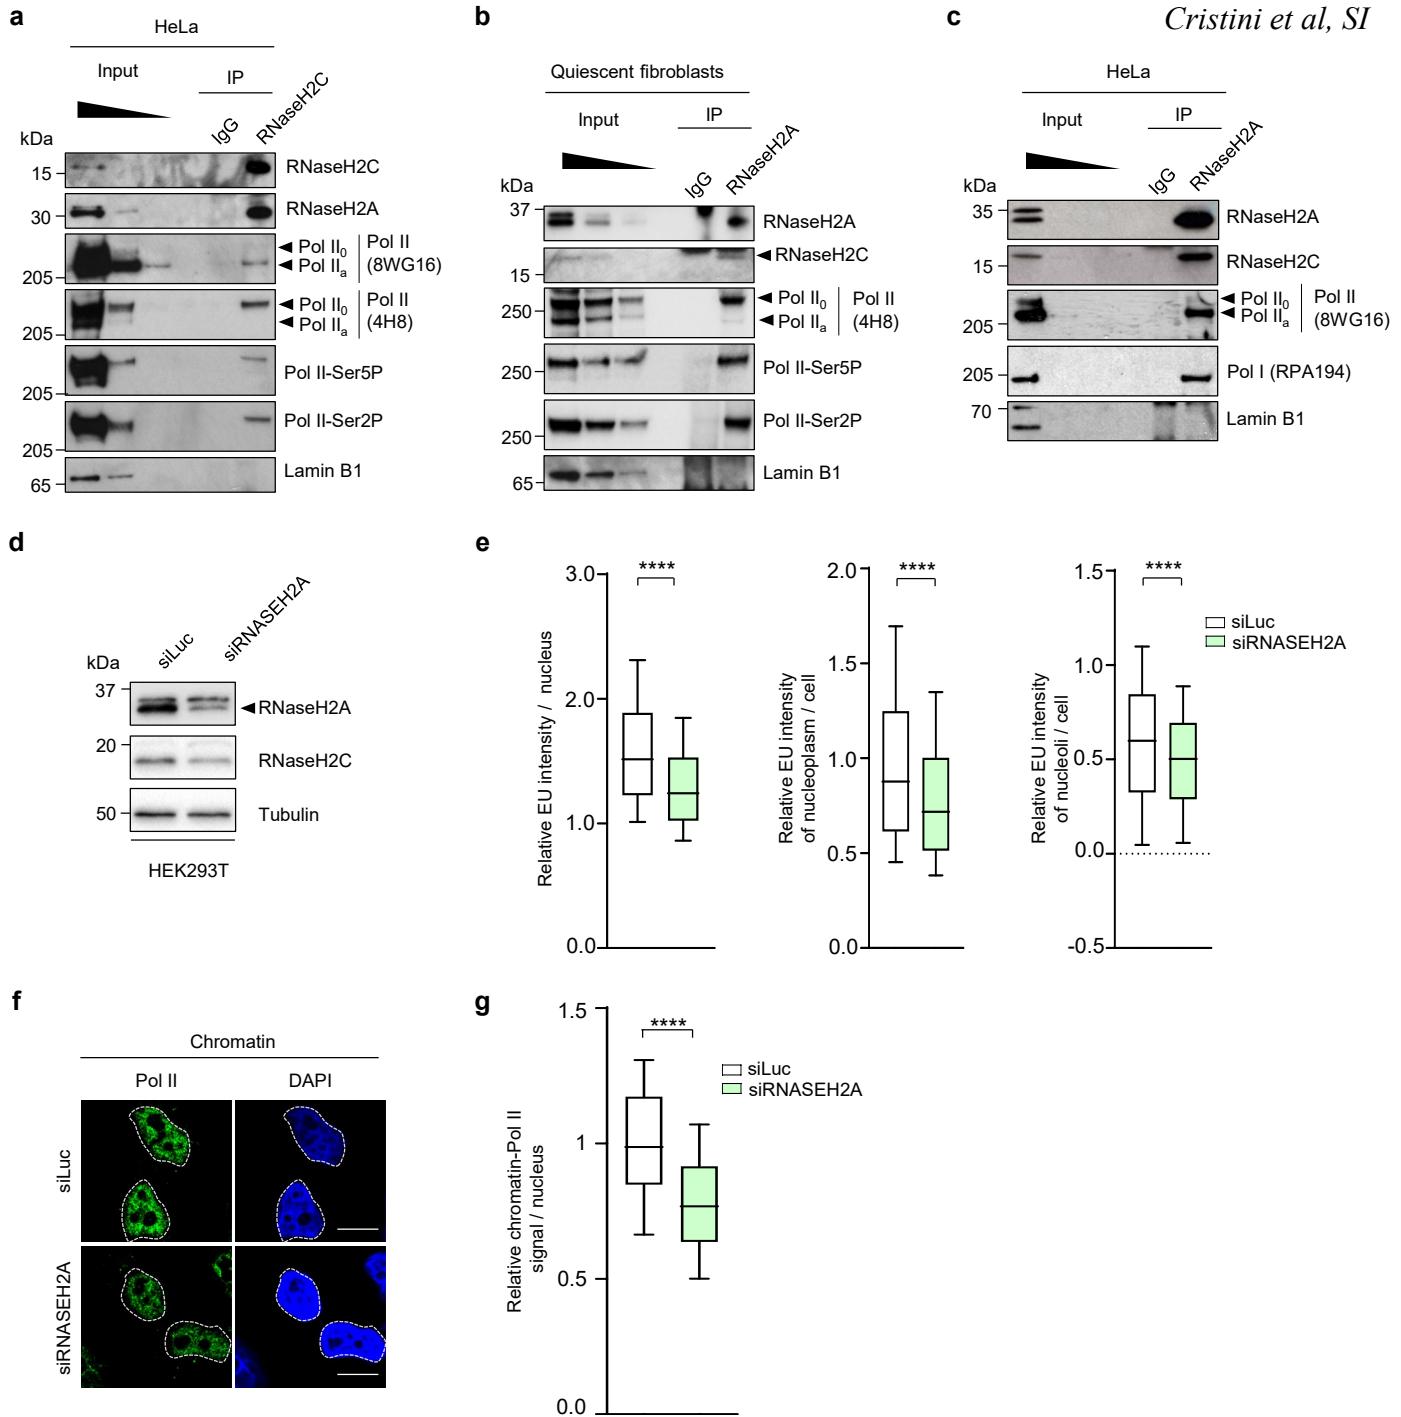 Cristini et al, SI
a
HeLa
Input
IP
IgG
RNaseH2C
kDa
15
RNaseH2C
30
RNaseH2A
205
Pol II0
Pol IIa
Pol II
(8WG16)
205
Pol II0
Pol IIa
Pol II
(4H8)
205
Pol II-Ser5P
205
Pol II-Ser2P
65
Lamin B1
b
Quiescent fibroblasts
Input
IP
IgG
RNaseH2A
kDa
37
RNaseH2A
15
RNaseH2C
250
Pol II0
Pol IIa
Pol II
(4H8)
250
Pol II-Ser5P
250
Pol II-Ser2P
65
Lamin B1
c
HeLa
Input
IP
IgG
RNaseH2A
kDa
35
RNaseH2A
15
RNaseH2C
205
Pol II0
Pol IIa
Pol II
(8WG16)
205
Pol I (RPA194)
70
Lamin B1
d
siLuc
siRNASEH2A
kDa
37
RNaseH2A
20
RNaseH2C
50
Tubulin
HEK293T
e
Relative EU intensity / nucleus
3.0
2.0
1.0
0.0
****
Relative EU intensity
of nucleoplasm / cell
2.0
1.5
1.0
0.5
0.0
****
Relative EU intensity
of nucleoli / cell
1.5
1.0
0.5
0.0
-0.5
****
siLuc
siRNASEH2A
f
Chromatin
Pol II
DAPI
siLuc
siRNASEH2A
g
Relative chromatin-Pol II
signal / nucleus
1.5
1
0.5
0.0
****
siLuc
siRNASEH2A